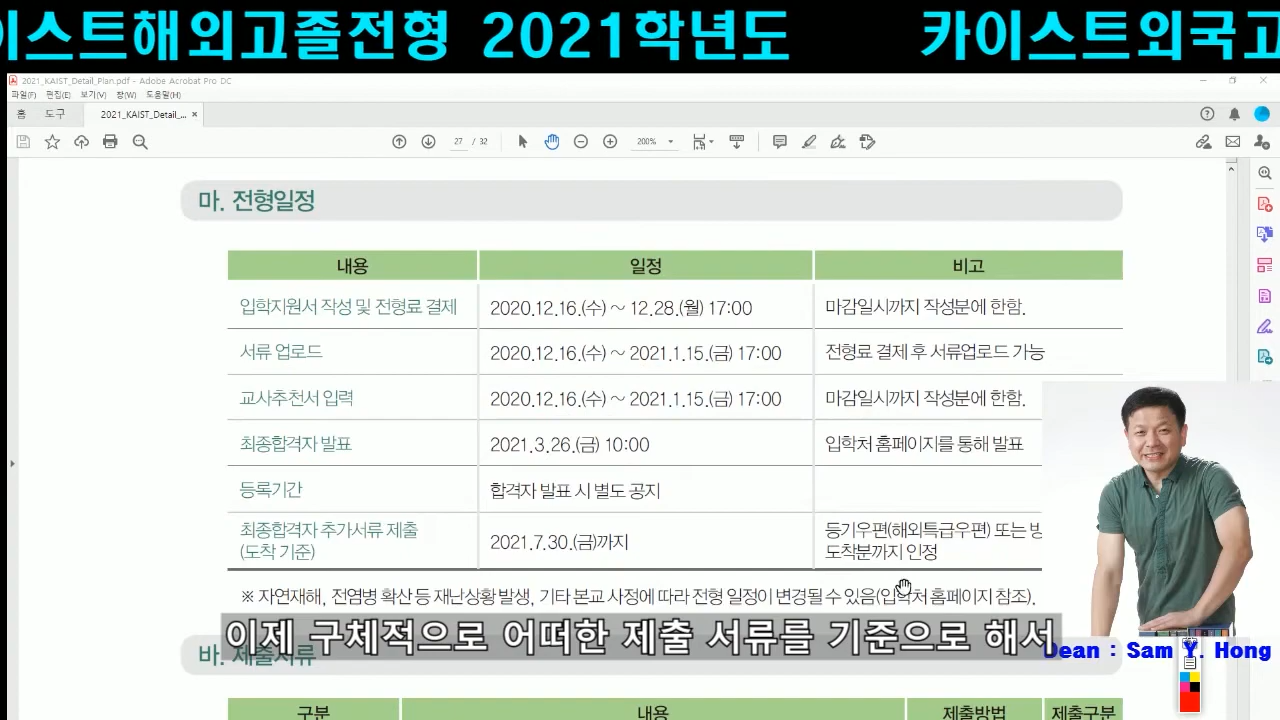 이스트해외고졸전형 2021학년도 카이스트외국고
2021_KAIST_Detail_Plan.pdf - Adobe Acrobat Pro DC
파일(F) 편집(E) 보기(V) 창(W) 도움말(H)
홈 도구 2021_KAIST_Detail_... ×
27 / 32 200%
마. 전형일정
내용 일정 비고
입학지원서 작성 및 전형료 결제 2020.12.16.(수) ~ 12.28.(월) 17:00 마감일시까지 작성분에 한함.
서류 업로드 2020.12.16.(수) ~ 2021.1.15.(금) 17:00 전형료 결제 후 서류업로드 가능
교사추천서 입력 2020.12.16.(수) ~ 2021.1.15.(금) 17:00 마감일시까지 작성분에 한함.
최종합격자 발표 2021.3.26.(금) 10:00 입학처 홈페이지를 통해 발표
등록기간 합격자 발표 시 별도 공지
최종합격자 추가서류 제출 2021.7.30.(금)까지 등기우편(해외특급우편) 또는
(도착 기준) 도착분까지 인정
※ 자연재해, 전염병 확산 등 재난상황 발생, 기타 본교 사정에 따라 전형 일정이 변경될 수 있음(입학처 홈페이지 참조).
이제 구체적으로 어떠한 제출 서류를 기준으로 해서
바. 제출서류
Dean : Sam Y. Hong
구분 내용 제출방법 제출구분